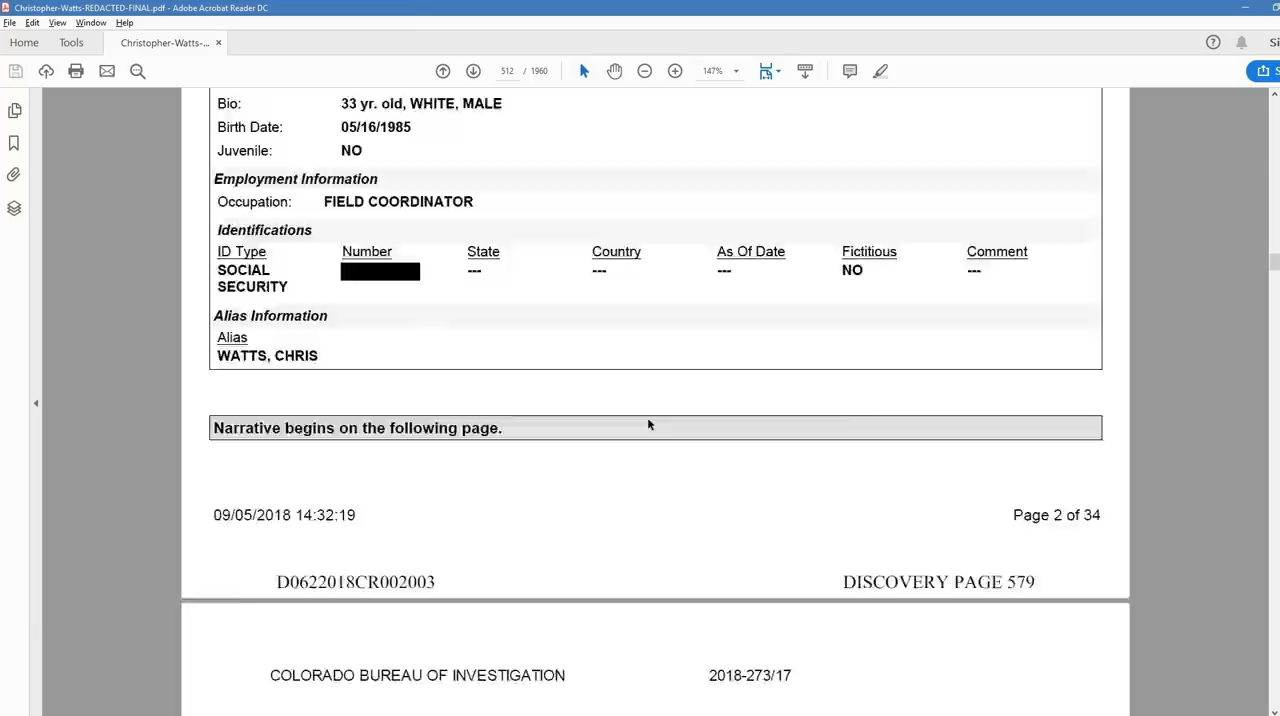 Christopher-Watts-REDACTED-FINAL.pdf - Adobe Acrobat Reader DC
File Edit View Window Help
Home Tools Christopher-Watts-... ×
512 / 1960 147%
Bio: 33 yr. old, WHITE, MALE
Birth Date: 05/16/1985
Juvenile: NO
Employment Information
Occupation: FIELD COORDINATOR
Identifications
ID Type Number State Country As Of Date Fictitious Comment
SOCIAL --- --- --- NO ---
SECURITY
Alias Information
Alias
WATTS, CHRIS
Narrative begins on the following page.
09/05/2018 14:32:19 Page 2 of 34
D0622018CR002003 DISCOVERY PAGE 579
COLORADO BUREAU OF INVESTIGATION 2018-273/17